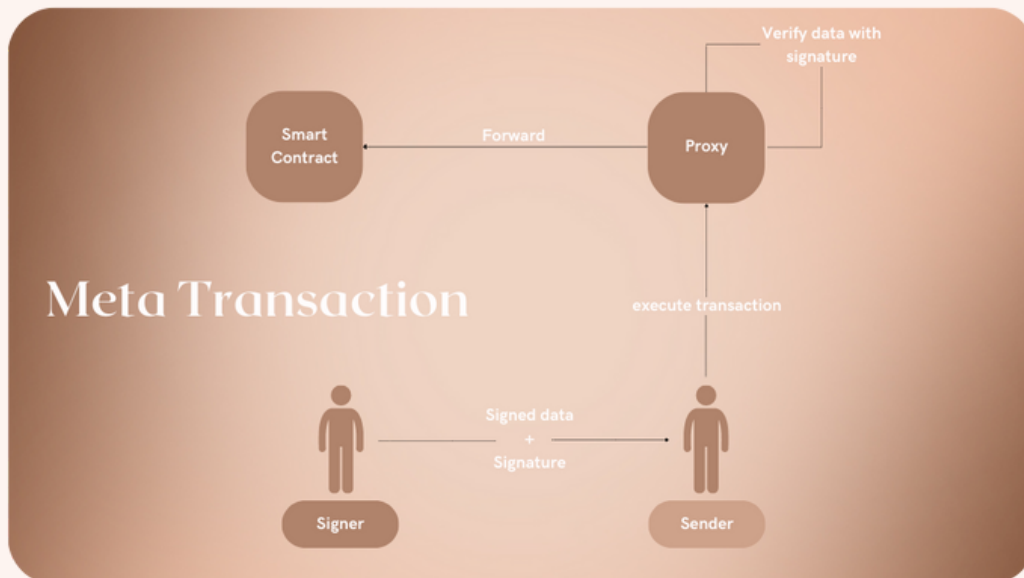 Verify data with
signature
Smart
Contract
Forward
Proxy
Meta Transaction
execute transaction
Signed data
+
Signature
Signer
Sender